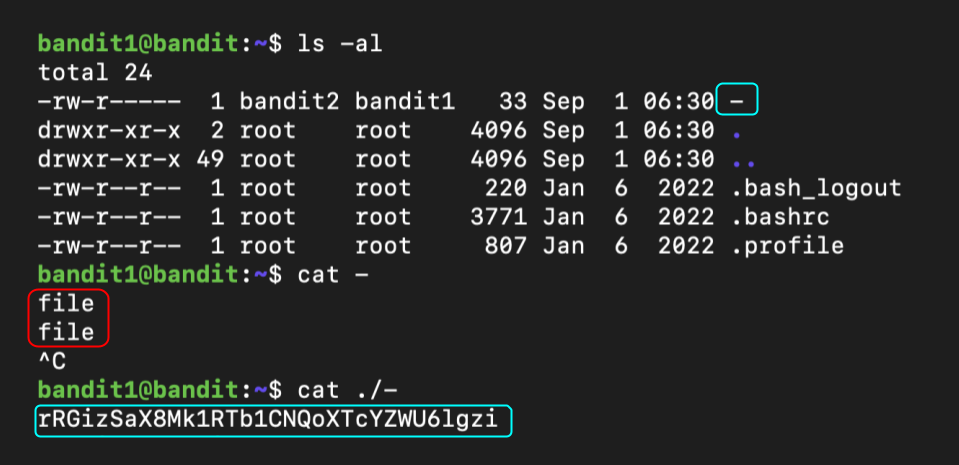 bandit1@bandit:~$ ls -al
total 24
-rw-r-----  1 bandit2 bandit1   33 Sep  1 06:30 -
drwxr-xr-x  2 root    root    4096 Sep  1 06:30 .
drwxr-xr-x 49 root    root    4096 Sep  1 06:30 ..
-rw-r--r--  1 root    root     220 Jan  6  2022 .bash_logout
-rw-r--r--  1 root    root    3771 Jan  6  2022 .bashrc
-rw-r--r--  1 root    root     807 Jan  6  2022 .profile
bandit1@bandit:~$ cat -
file
file
^C
bandit1@bandit:~$ cat ./-
rRGizSaX8Mk1RTb1CNQoXTcYZWU6lgzi